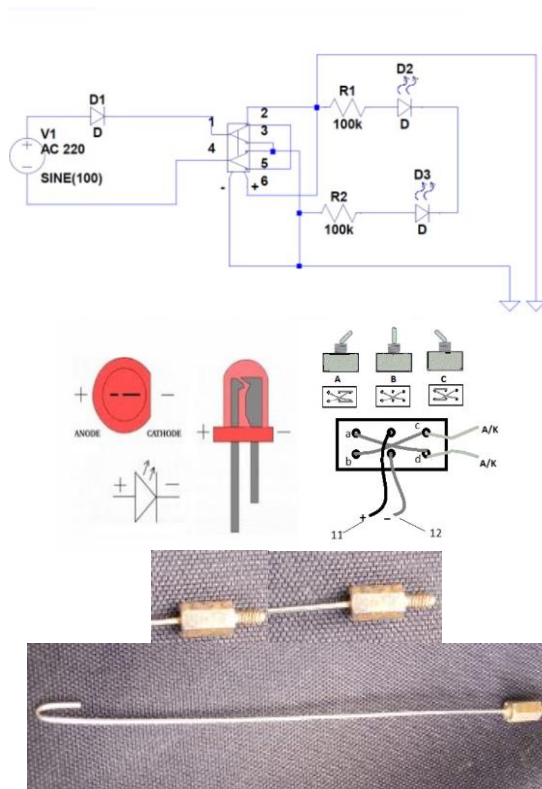 D1
D
V1
AC 220
SINE(100)
1
2
3
4
5
6
- +
R1
100k
D2
D
R2
100k
D3
D
+ -
ANODE CATHODE
+ -
+ -
A B C
a c A/K
b d A/K
+ -
11 12